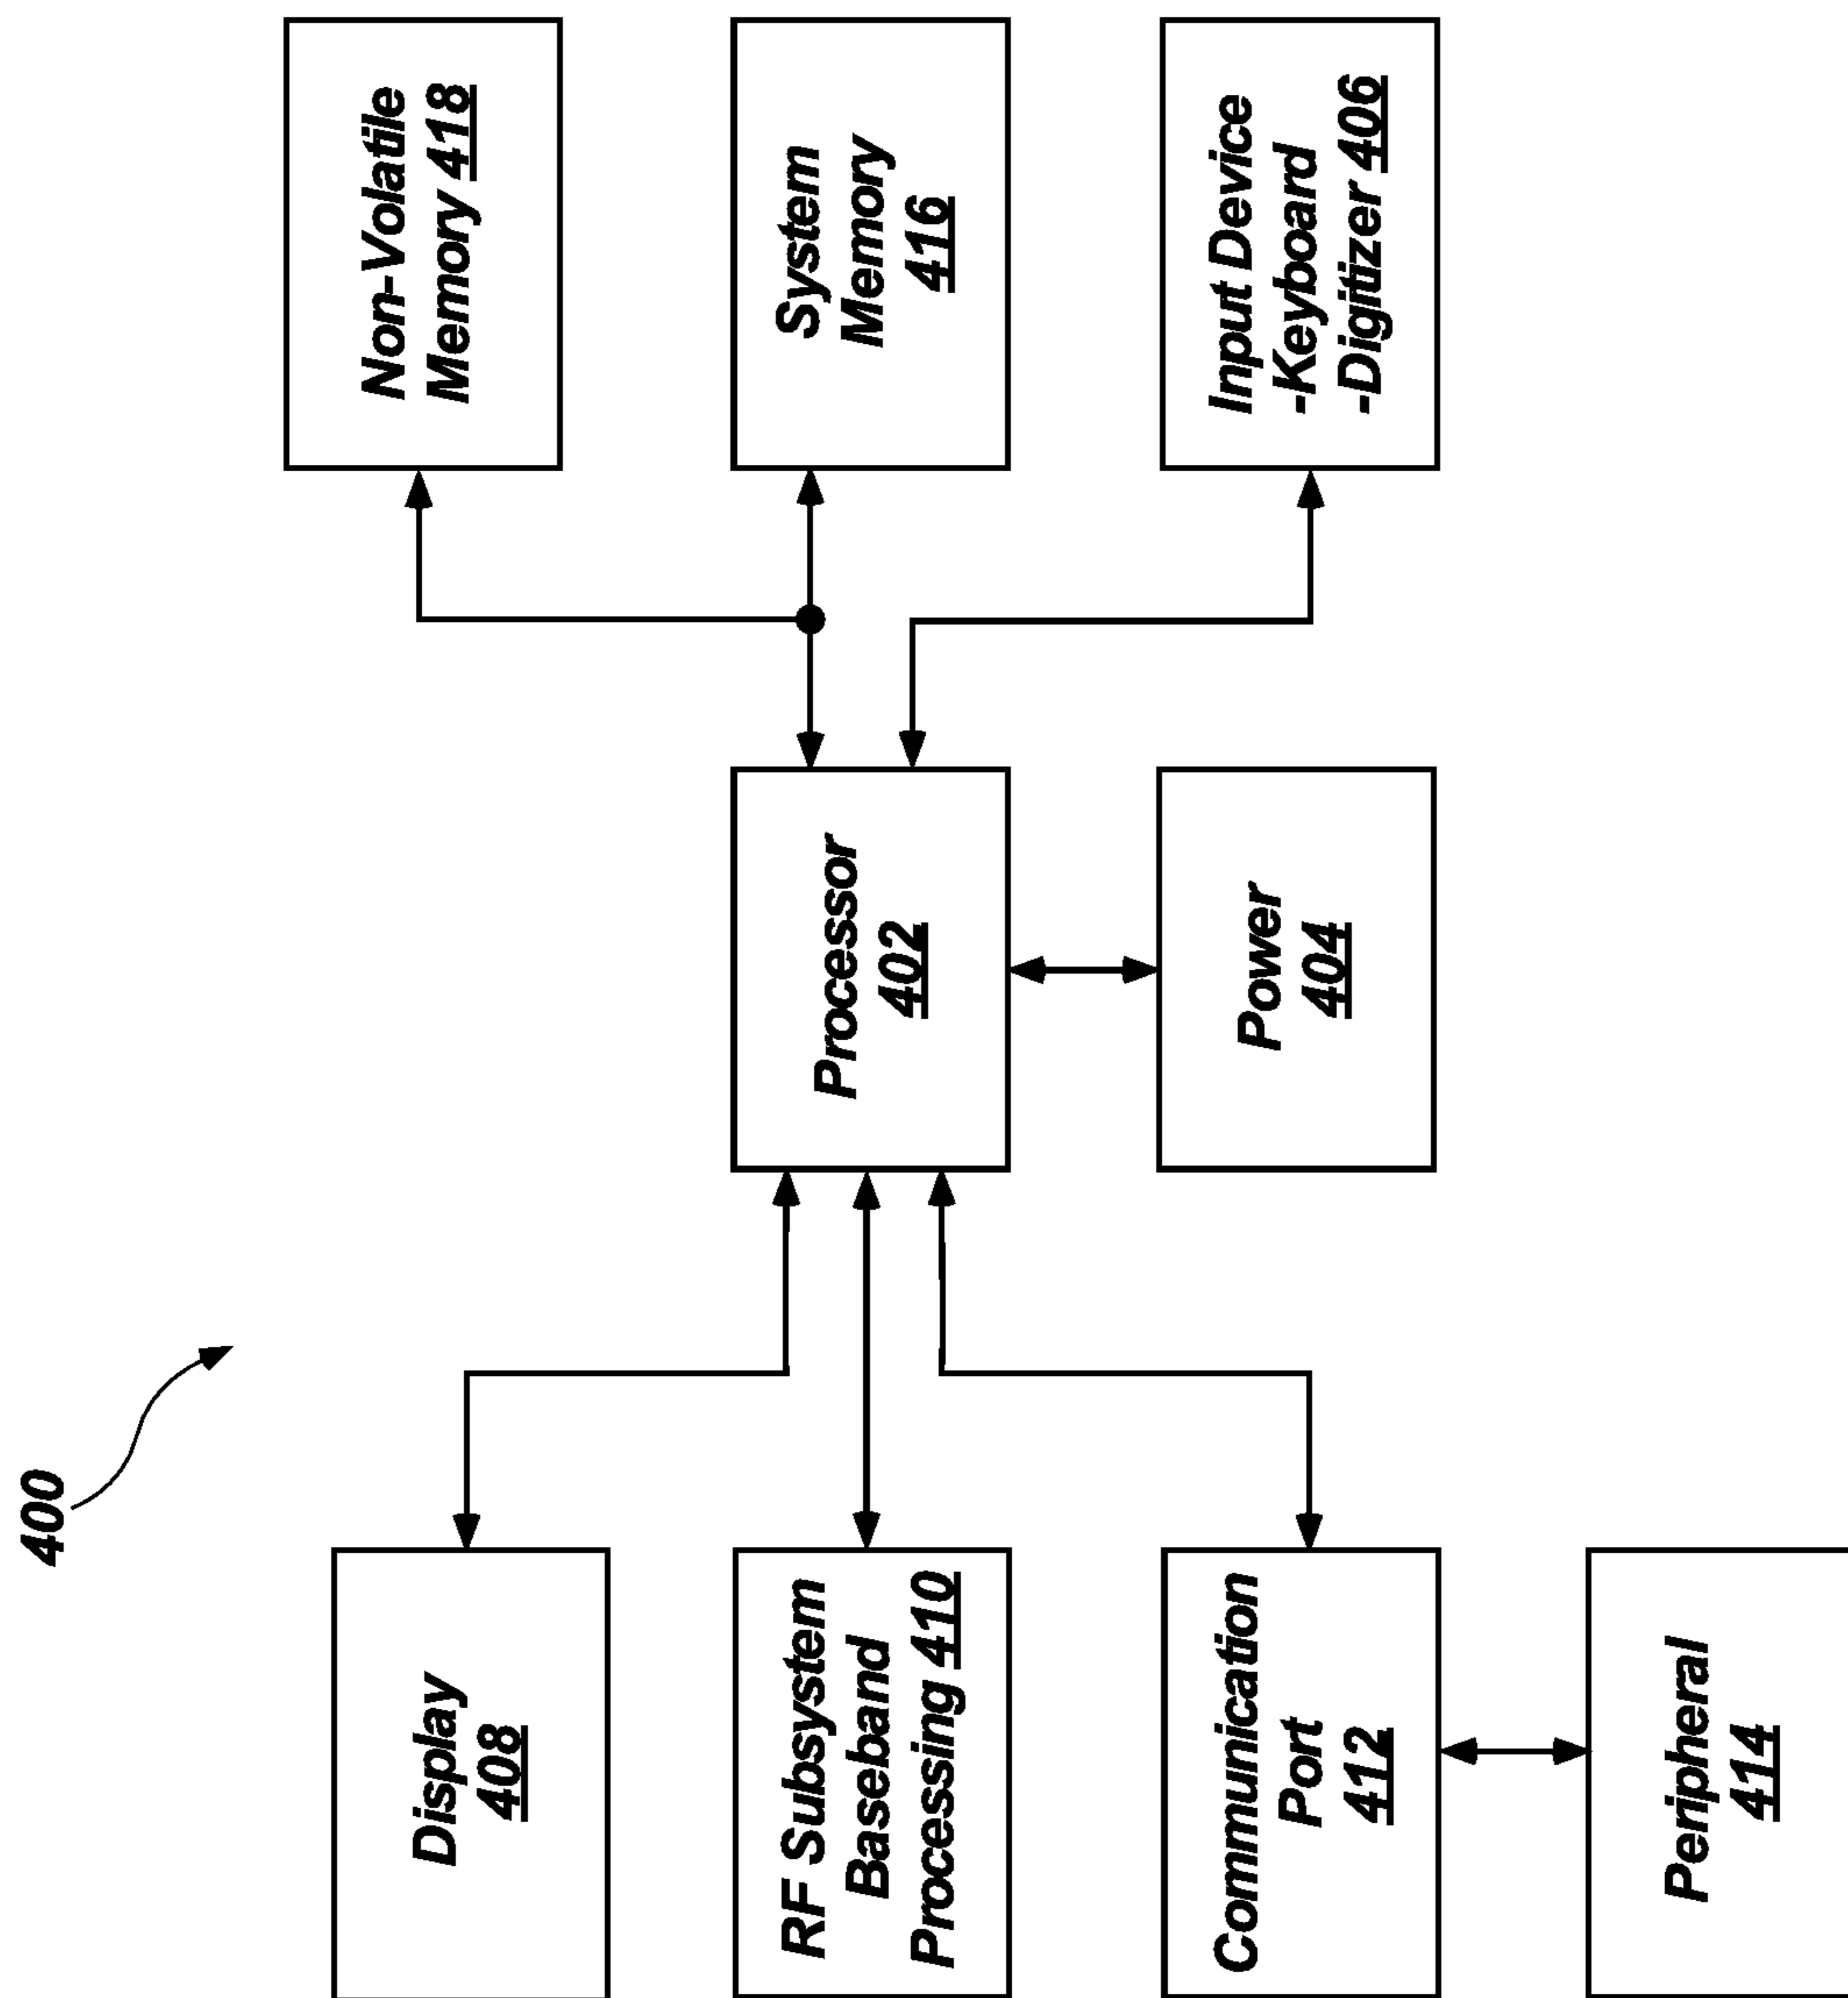 400
Display
408
RF Subsystem
Baseband
Processing 410
Communication
Port
412
Peripheral
414
Processor
402
Power
404
Non-Volatile
Memory 418
System
Memory
416
Input Device
-Keyboard
-Digitizer 406